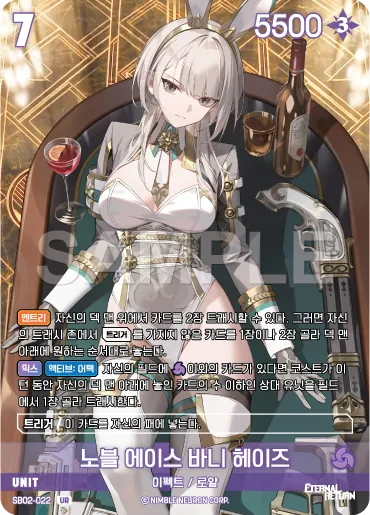 7
5500
3
SAMPLE
엔트리 자신의 덱 맨 위에서 카드를 2장 트래시할 수 있다. 그러면 자신
의 트래시 존에서 트리거 를 가지지 않은 카드를 1장이나 2장 골라 덱 맨
아래에 원하는 순서대로 놓는다.
믹스 액티브: 어택 자신의 필드에 이외의 카드가 있다면 코스트가 이
턴 동안 자신의 덱 맨 아래에 놓인 카드의 수 이하인 상대 유닛을 필드
에서 1장 골라 트래시한다.
트리거 이 카드를 자신의 패에 넣는다.
노블 에이스 바니 헤이즈
UNIT
이펙트 / 로얄
SB02-022 UR
© NIMBLE NEURON CORP.
ETERNAL RETURN